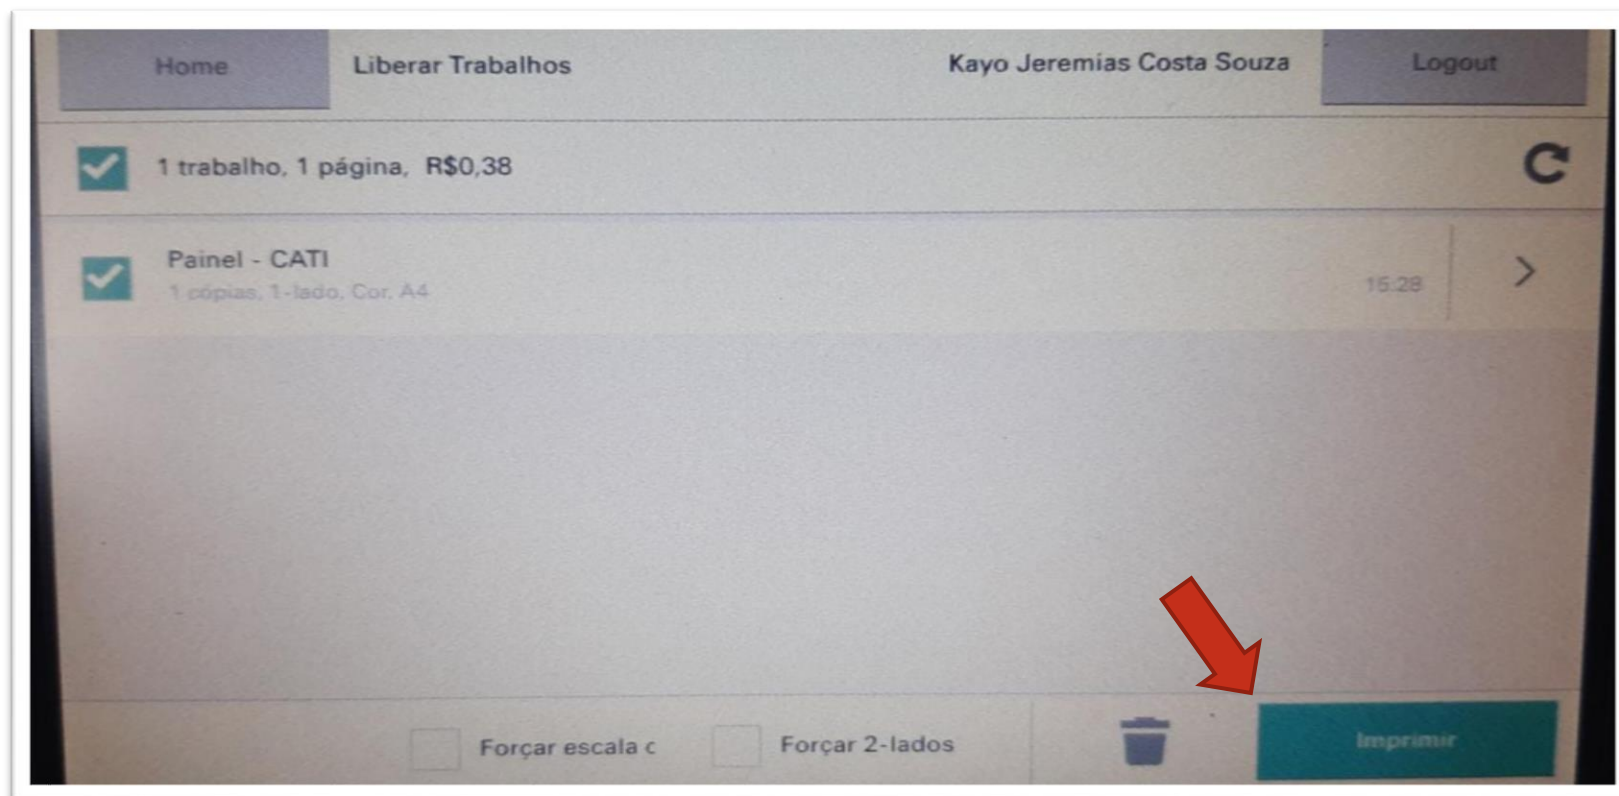 Home Liberar Trabalhos Kayo Jeremias Costa Souza Logout
1 trabalho, 1 página, R$0,38
Painel - CATI
1 cópias, 1-lado, Cor, A4 15:28
Forçar escala c Forçar 2-lados Imprimir